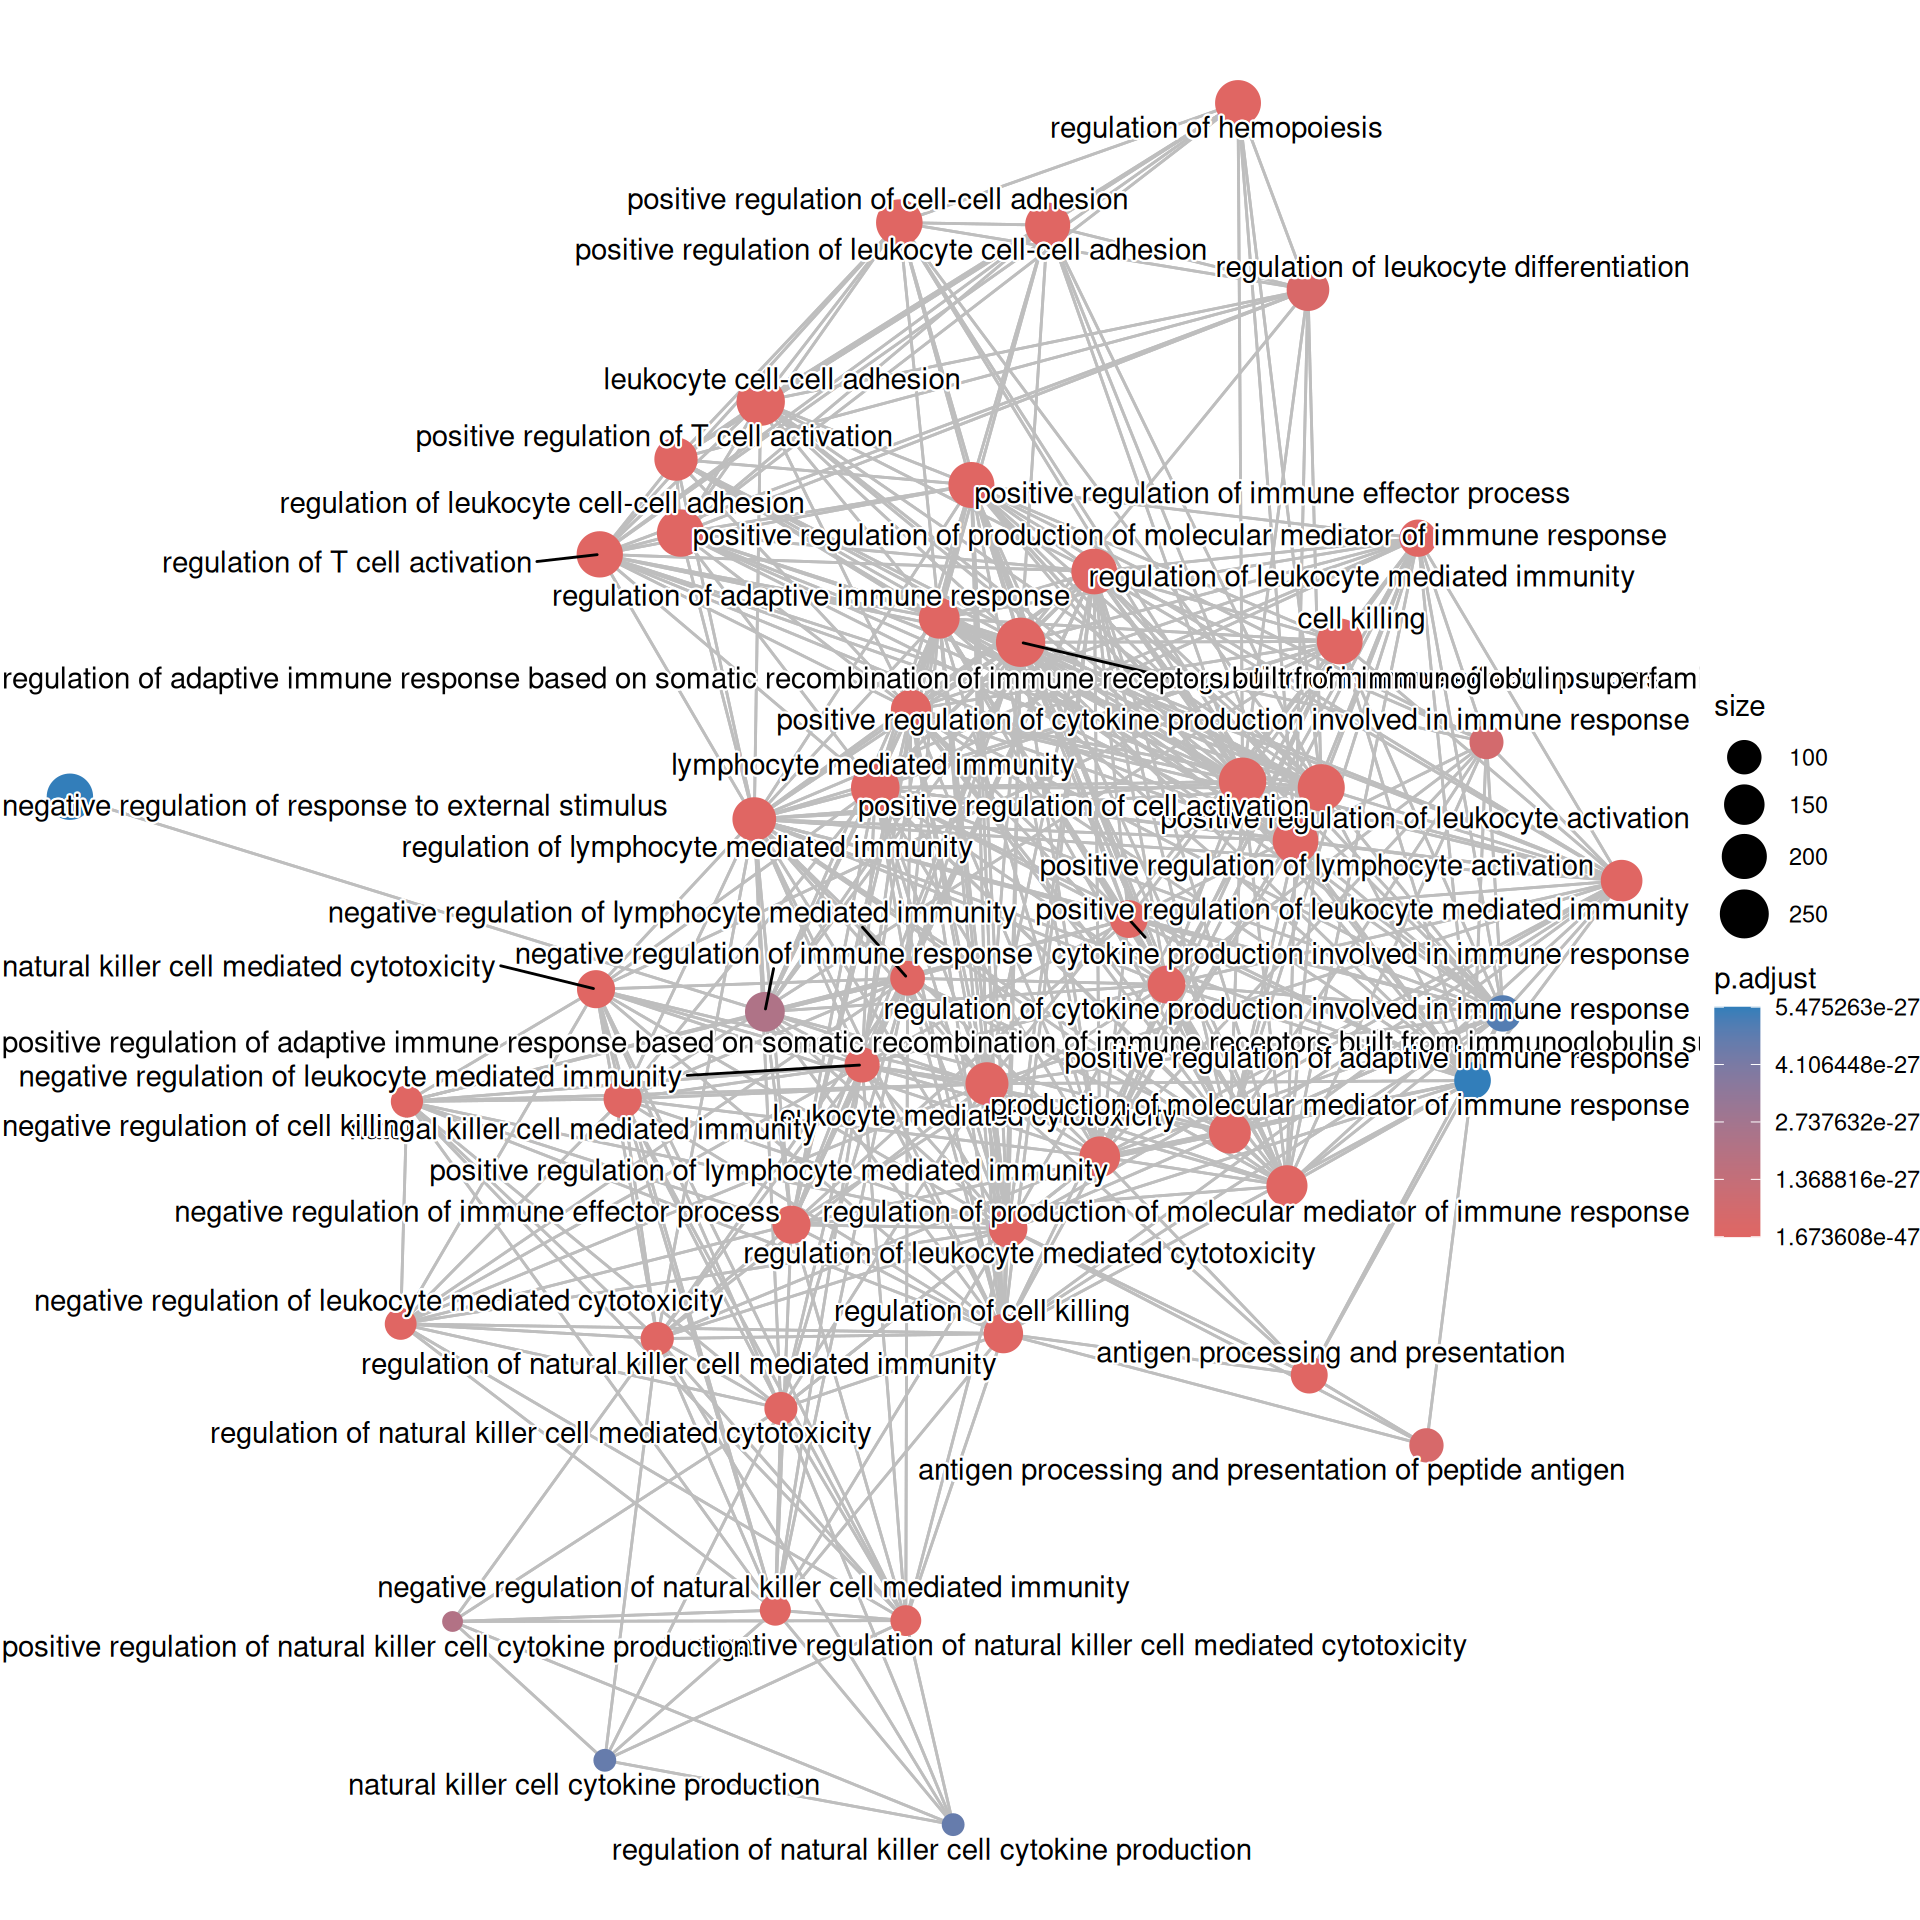 regulation of hemopoiesis
positive regulation of cell-cell adhesion
positive regulation of leukocyte cell-cell adhesion
regulation of leukocyte differentiation
leukocyte cell-cell adhesion
positive regulation of T cell activation
positive regulation of immune effector process
regulation of leukocyte cell-cell adhesion
positive regulation of production of molecular mediator of immune response
regulation of T cell activation
regulation of leukocyte mediated immunity
regulation of adaptive immune response
cell killing
regulation of adaptive immune response based on somatic recombination of immune receptors built from immunoglobulin superfam
size
positive regulation of cytokine production involved in immune response
100
lymphocyte mediated immunity
150
negative regulation of response to external stimulus
positive regulation of cell activation
positive regulation of leukocyte activation
regulation of lymphocyte mediated immunity
200
positive regulation of lymphocyte activation
negative regulation of lymphocyte mediated immunity
positive regulation of leukocyte mediated immunity
250
negative regulation of immune response
cytokine production involved in immune response
natural killer cell mediated cytotoxicity
p.adjust
regulation of cytokine production involved in immune response
5.475263e-27
positive regulation of adaptive immune response based on somatic recombination of immune receptors built from immunoglobulin
positive regulation of adaptive immune response
4.106448e-27
negative regulation of leukocyte mediated immunity
production of molecular mediator of immune response
leukocyte mediated cytotoxicity
2.737632e-27
negative regulation of cell killing
natural killer cell mediated immunity
positive regulation of lymphocyte mediated immunity
1.368816e-27
negative regulation of immune effector process
regulation of production of molecular mediator of immune response
1.673608e-47
regulation of leukocyte mediated cytotoxicity
negative regulation of leukocyte mediated cytotoxicity
regulation of cell killing
antigen processing and presentation
regulation of natural killer cell mediated immunity
regulation of natural killer cell mediated cytotoxicity
antigen processing and presentation of peptide antigen
negative regulation of natural killer cell mediated immunity
positive regulation of natural killer cell cytokine production
negative regulation of natural killer cell mediated cytotoxicity
natural killer cell cytokine production
regulation of natural killer cell cytokine production